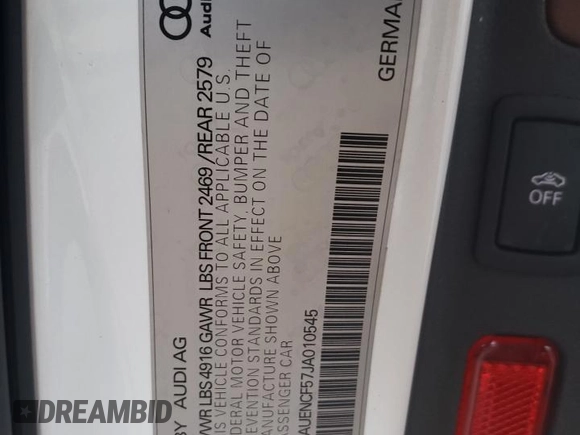 Audi
BY AUDI AG
GERMA
VWR LBS 4916 GAWR LBS FRONT 2469 /REAR 2579
IS VEHICLE CONFORMS TO ALL APPLICABLE U.S.
DERAL MOTOR VEHICLE SAFETY, BUMPER AND THEFT
EVENTION STANDARDS IN EFFECT ON THE DATE OF
ANUFACTURE SHOWN ABOVE
ASSENGER CAR
AUENCF57JA010545
OFF
DREAMBID